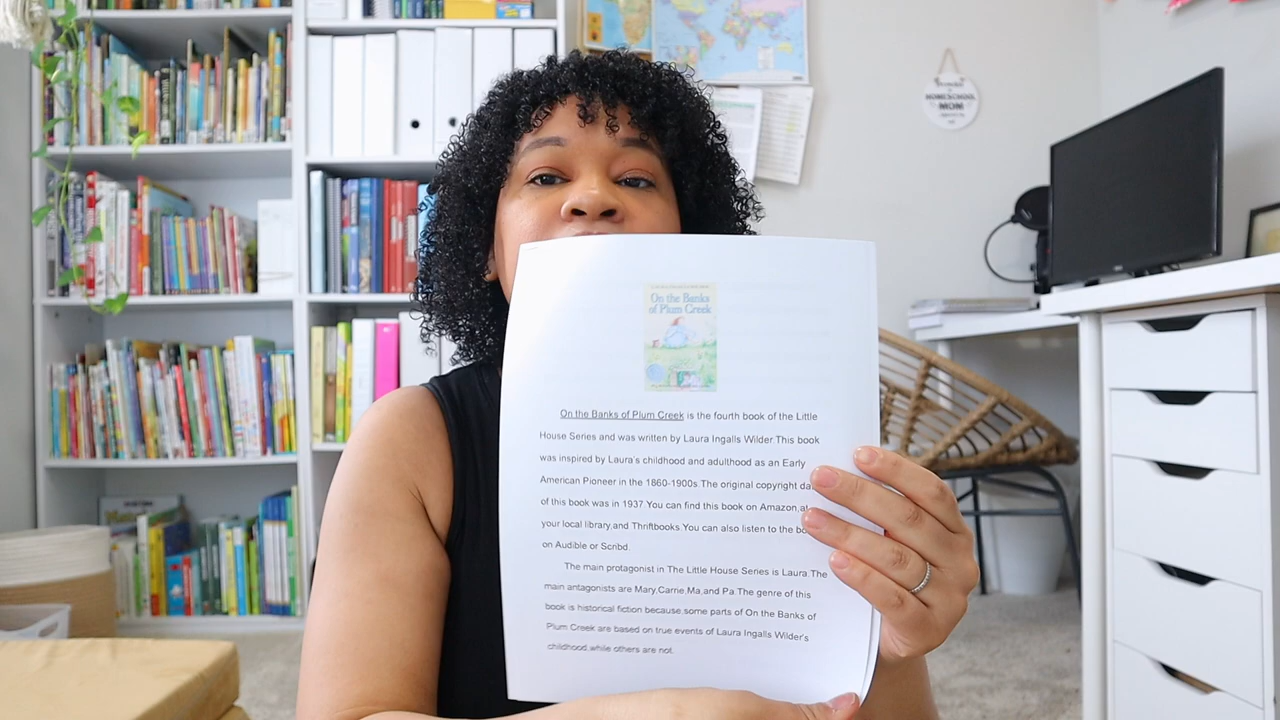 HOMESCHOOL
MOM
On the Banks
of Plum Creek
On the Banks of Plum Creek is the fourth book of the Little
House Series and was written by Laura Ingalls Wilder.This book
was inspired by Laura's childhood and adulthood as an Early
American Pioneer in the 1860-1900s.The original copyright da
of this book was in 1937.You can find this book on Amazon,at
your local library,and Thriftbooks.You can also listen to the bo
on Audible or Scribd.
The main protagonist in The Little House Series is Laura.The
main antagonists are Mary,Carrie,Ma,and Pa.The genre of this
book is historical fiction because,some parts of On the Banks of
Plum Creek are based on true events of Laura Ingalls Wilder's
childhood,while others are not.